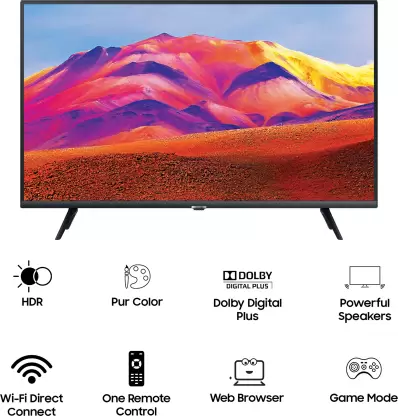 DOLBY
DIGITAL PLUS
HDR
Pur Color
Dolby Digital
Plus
Powerful
Speakers
Wi-Fi Direct
Connect
One Remote
Control
Web Browser
Game Mode